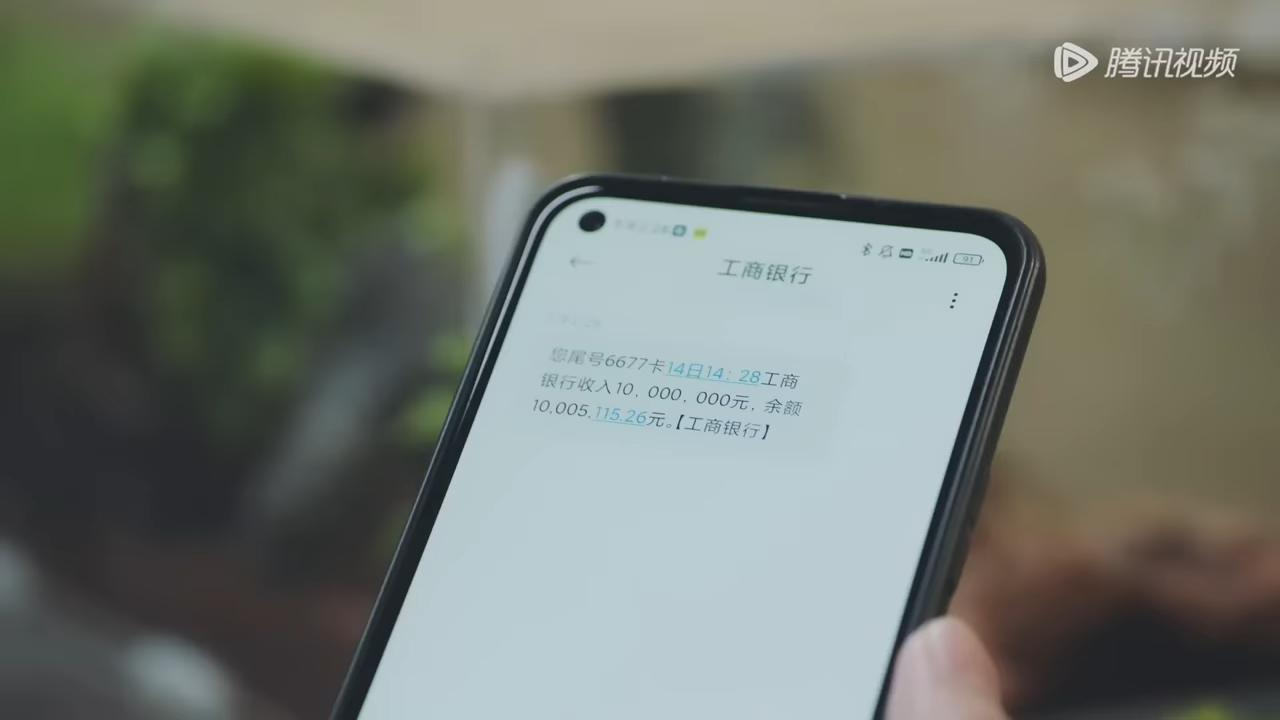 腾讯视频
91
工商银行
您尾号6677卡14日14：28工商
银行收入10，000，000元，余额
10,005,115.26元。【工商银行】